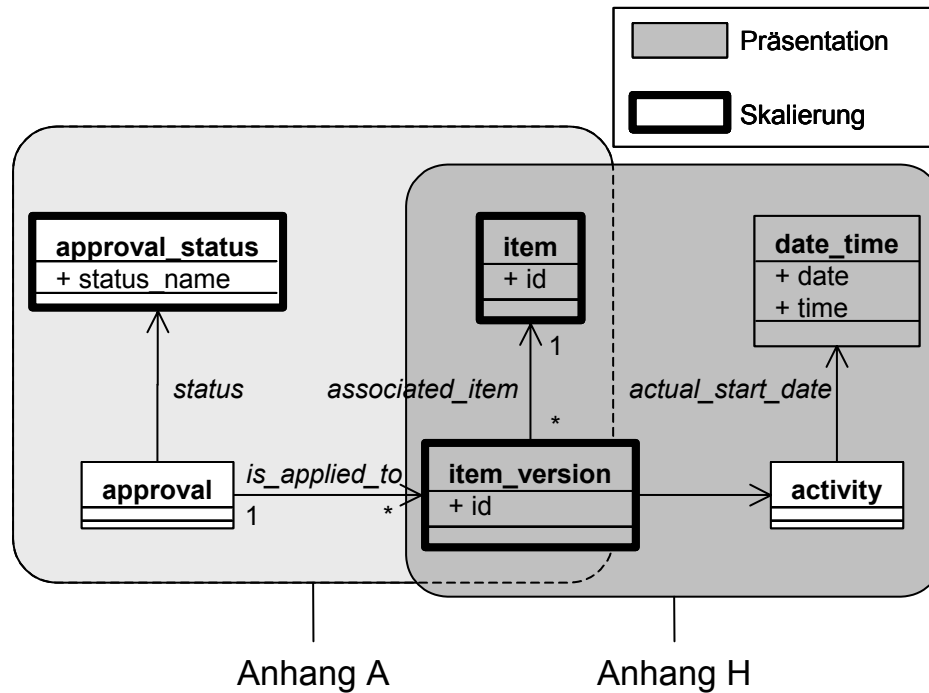 Präsentation
Skalierung
approval_status
+ status_name
item
+ id
date_time
+ date
+ time
1
status
associated_item
actual_start_date
*
approval
is_applied_to
1
*
item_version
+ id
activity
Anhang A
Anhang H